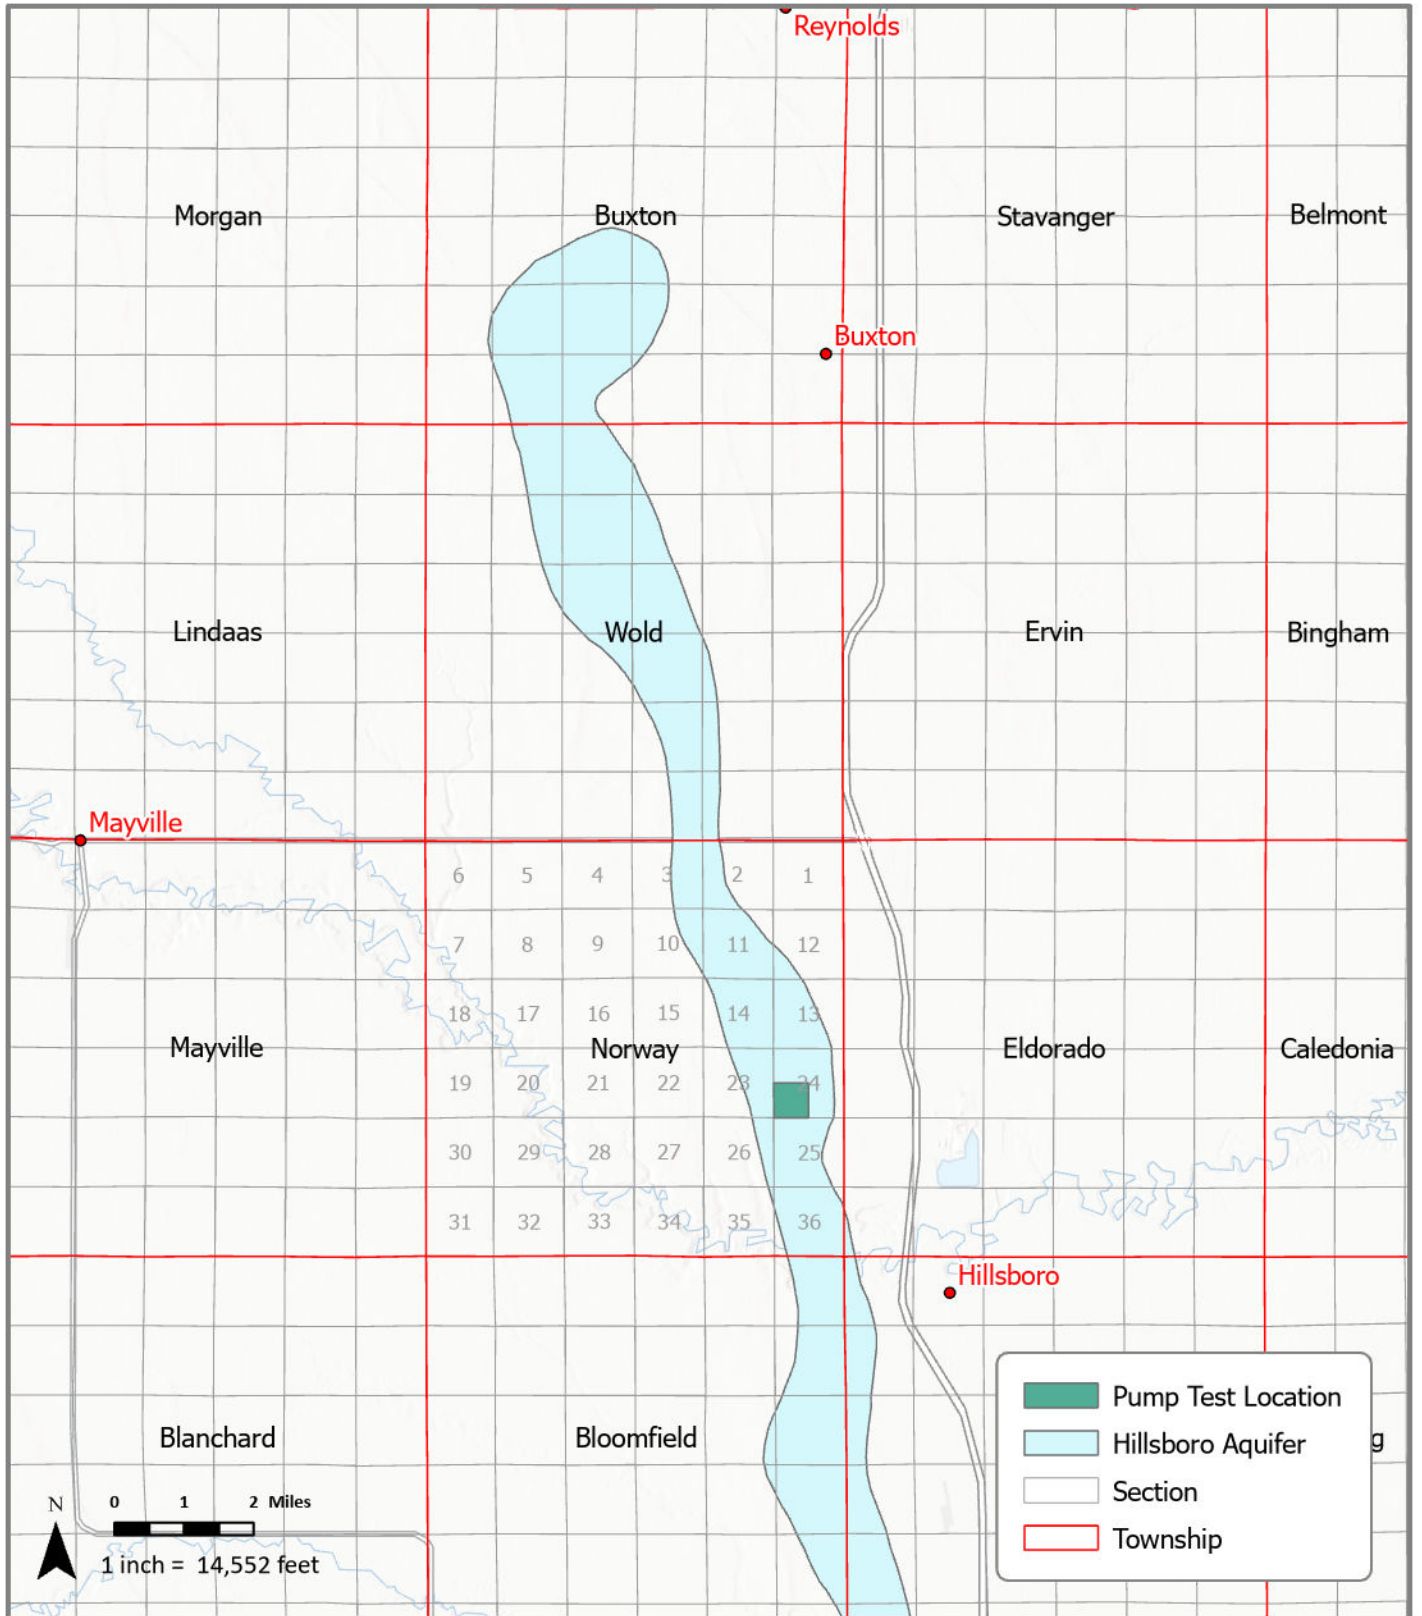 Reynolds
Morgan
Buxton
Stavanger
Belmont
Buxton
Lindaas
Wold
Ervin
Bingham
Mayville
6 5 4 3 2 1
7 8 9 10 11 12
18 17 16 15 14 13
Mayville
Norway
Eldorado
Caledonia
19 20 21 22 23 24
30 29 28 27 26 25
31 32 33 34 35 36
Hillsboro
Blanchard
Bloomfield
g
Pump Test Location
Hillsboro Aquifer
Section
Township
N
0 1 2 Miles
1 inch = 14,552 feet